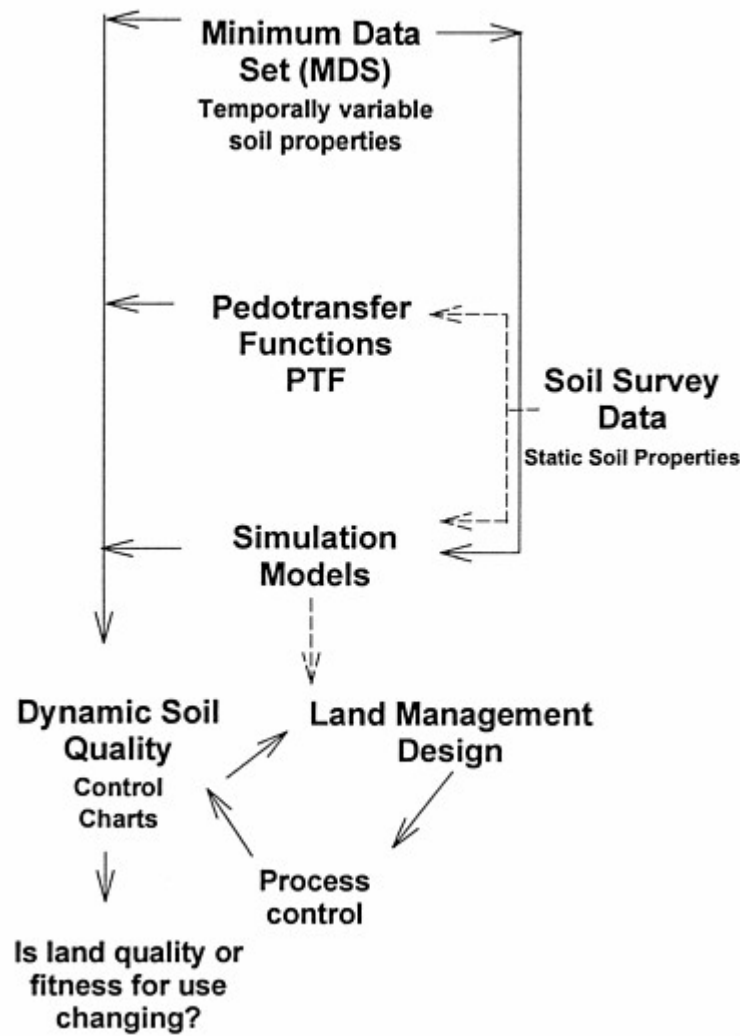 Minimum Data
Set (MDS)
Temporally variable
soil properties
Pedotransfer
Functions
PTF
Soil Survey
Data
Static Soil Properties
Simulation
Models
Dynamic Soil
Quality
Control
Charts
Land Management
Design
Process
control
Is land quality or
fitness for use
changing?